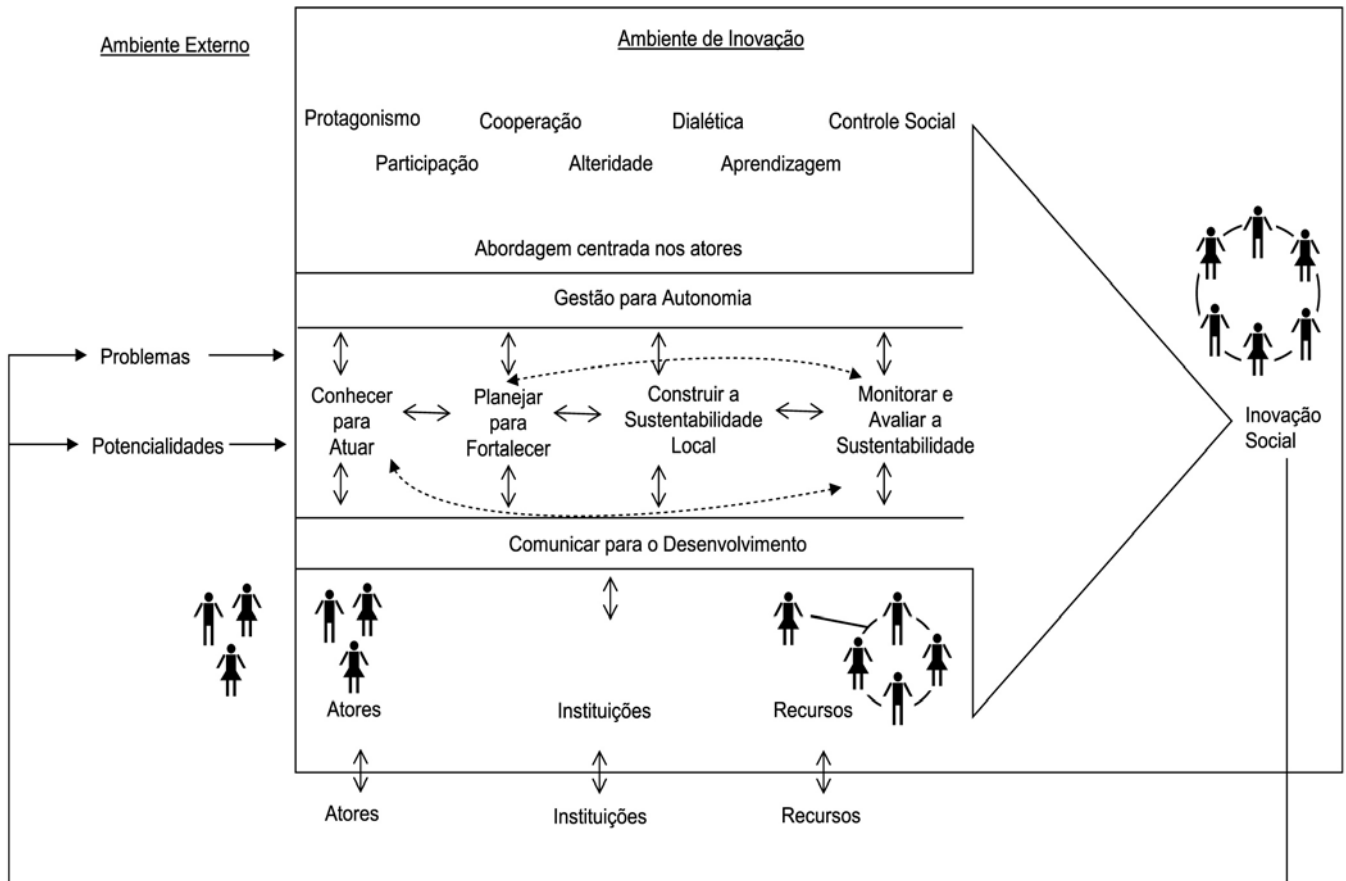 Ambiente Externo
Ambiente de Inovação
Protagonismo
Cooperação
Dialética
Controle Social
Participação
Alteridade
Aprendizagem
Abordagem centrada nos atores
Gestão para Autonomia
Problemas
Potencialidades
Conhecer
para
Atuar
Planejar
para
Fortalecer
Construir a
Sustentabilidade
Local
Monitorar e
Avaliar a
Sustentabilidade
Inovação
Social
Comunicar para o Desenvolvimento
Atores
Instituições
Recursos
Atores
Instituições
Recursos